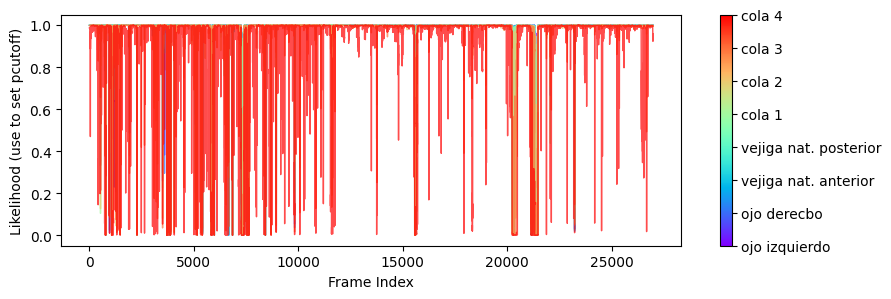 Likelihood (use to set pcutoff)
1.0
0.8
0.6
0.4
0.2
0.0
0
5000
10000
15000
20000
25000
Frame Index
cola 4
cola 3
cola 2
cola 1
vejiga nat. posterior
vejiga nat. anterior
ojo derecbo
ojo izquierdo